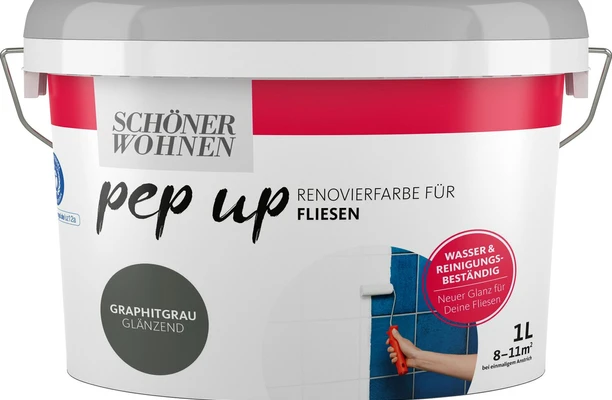 SCHÖNER
WOHNEN
pep up
RENOVIERFARBE FÜR
FLIESEN
WASSER &
REINIGUNGS-
BESTÄNDIG
Neuer Glanz für
Deine Fliesen
GRAPHITGRAU
GLÄNZEND
1L
8–11m²
bei einmaligem Anstrich